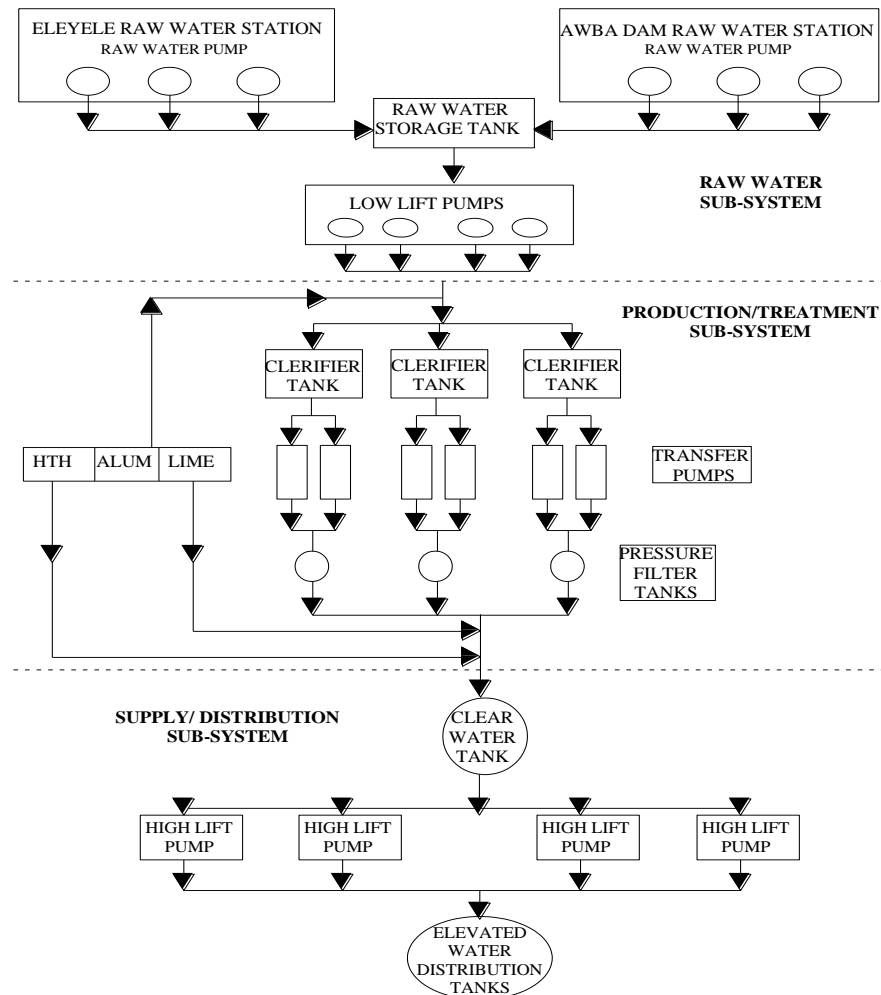 ELEYELE RAW WATER STATION
RAW WATER PUMP
AWBA DAM RAW WATER STATION
RAW WATER PUMP
RAW WATER
STORAGE TANK
RAW WATER
SUB-SYSTEM
LOW LIFT PUMPS
PRODUCTION/TREATMENT
SUB-SYSTEM
CLERIFIER
TANK
CLERIFIER
TANK
CLERIFIER
TANK
HTH
ALUM
LIME
TRANSFER
PUMPS
PRESSURE
FILTER
TANKS
SUPPLY/ DISTRIBUTION
SUB-SYSTEM
CLEAR
WATER
TANK
HIGH LIFT
PUMP
HIGH LIFT
PUMP
HIGH LIFT
PUMP
HIGH LIFT
PUMP
ELEVATED
WATER
DISTRIBUTION
TANKS